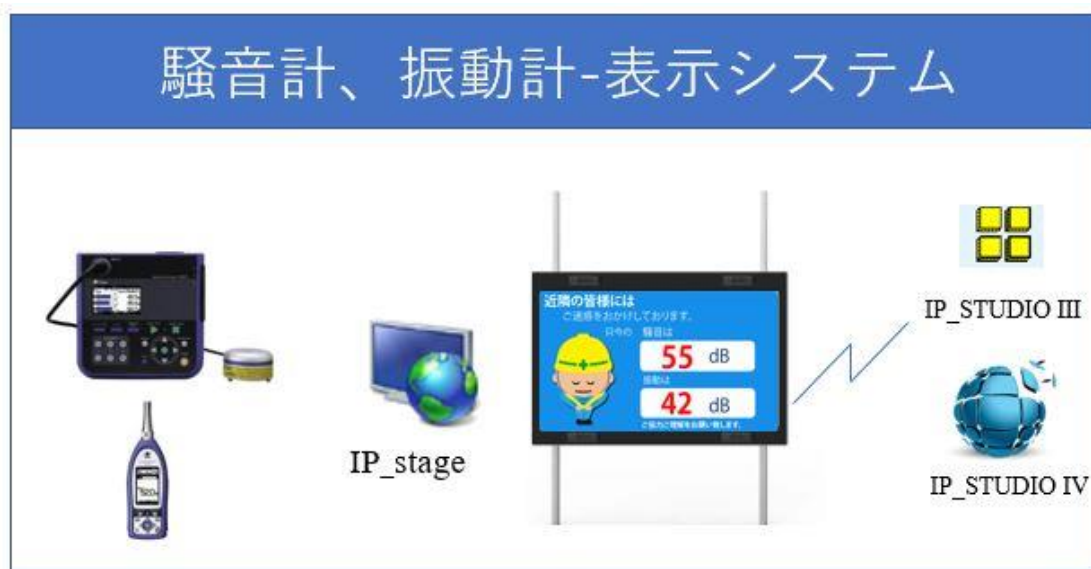 騒音計、振動計-表示システム
近隣の皆様には
ご迷惑をおかけしております。
騒音は
55 dB
振動は
42 dB
ご協力ご理解をお願い致します。
IP_stage
IP_STUDIO III
IP_STUDIO IV